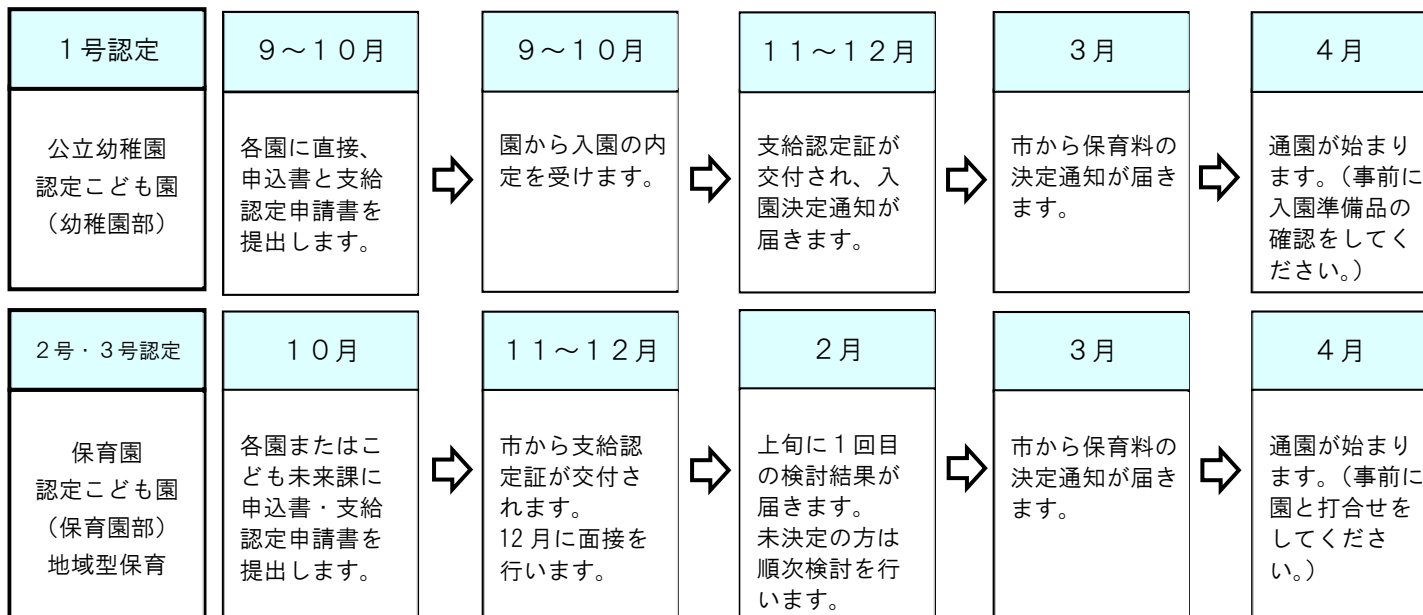 1号認定
公立幼稚園
認定こども園
（幼稚園部）
9～10月
各園に直接、
申込書と支給
認定申請書を
提出します。
9～10月
園から入園の内
定を受けます。
11～12月
支給認定証が
交付され、入
園決定通知が
届きます。
3月
市から保育料の
決定通知が届き
ます。
4月
通園が始まり
ます。（事前に
入園準備品の
確認をしてく
ださい。）
2号・3号認定
保育園
認定こども園
（保育園部）
地域型保育
10月
各園またはこ
ども未来課に
申込書・支給
認定申請書を
提出します。
11～12月
市から支給認
定証が交付さ
れます。
12月に面接を
行います。
2月
上旬に1回目
の検討結果が
届きます。
未決定の方は
順次検討を行
います。
3月
市から保育料の
決定通知が届き
ます。
4月
通園が始まり
ます。（事前に
園と打合せを
してくださ
い。）